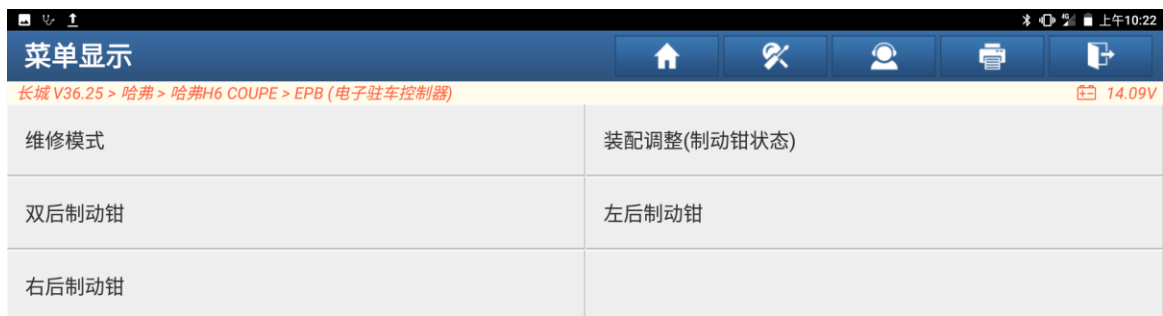 上午10:22
菜单显示
长城 V36.25 > 哈弗 > 哈弗H6 COUPE > EPB (电子驻车控制器) 14.09V
维修模式 装配调整(制动钳状态)
双后制动钳 左后制动钳
右后制动钳